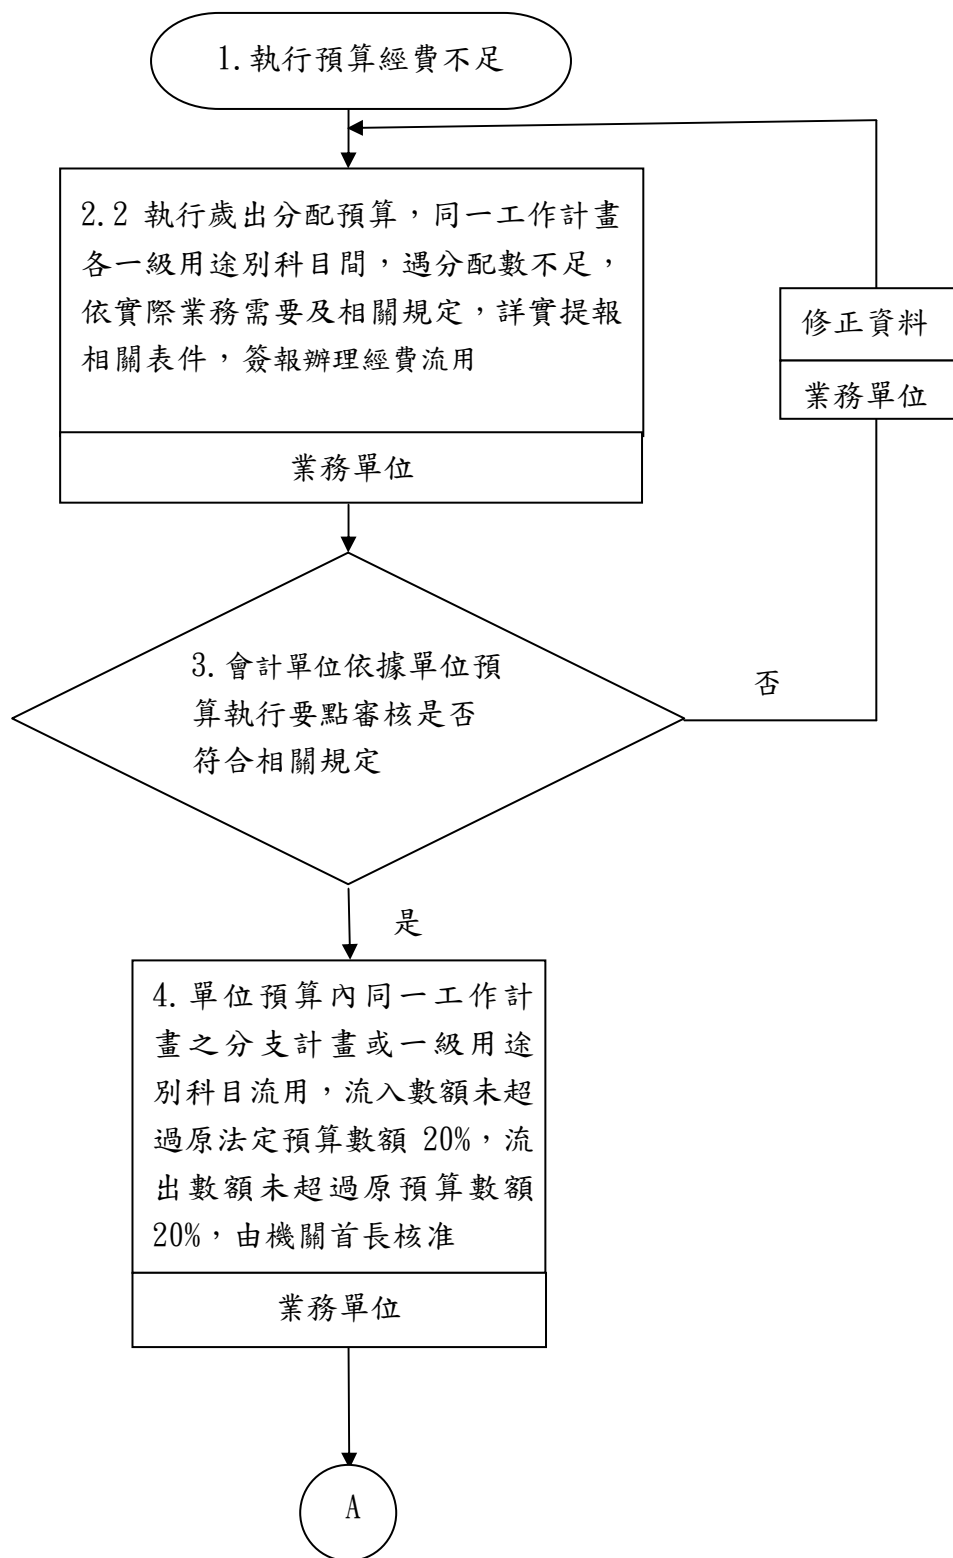 1.執行預算經費不足
2.2 執行歲出分配預算，同一工作計畫
各一級用途別科目間，遇分配數不足，
依實際業務需要及相關規定，詳實提報
相關表件，簽報辦理經費流用
業務單位
修正資料
業務單位
3.會計單位依據單位預
算執行要點審核是否
符合相關規定
否
是
4.單位預算內同一工作計
畫之分支計畫或一級用途
別科目流用，流入數額未超
過原法定預算數額 20%，流
出數額未超過原預算數額
20%，由機關首長核准
業務單位
A